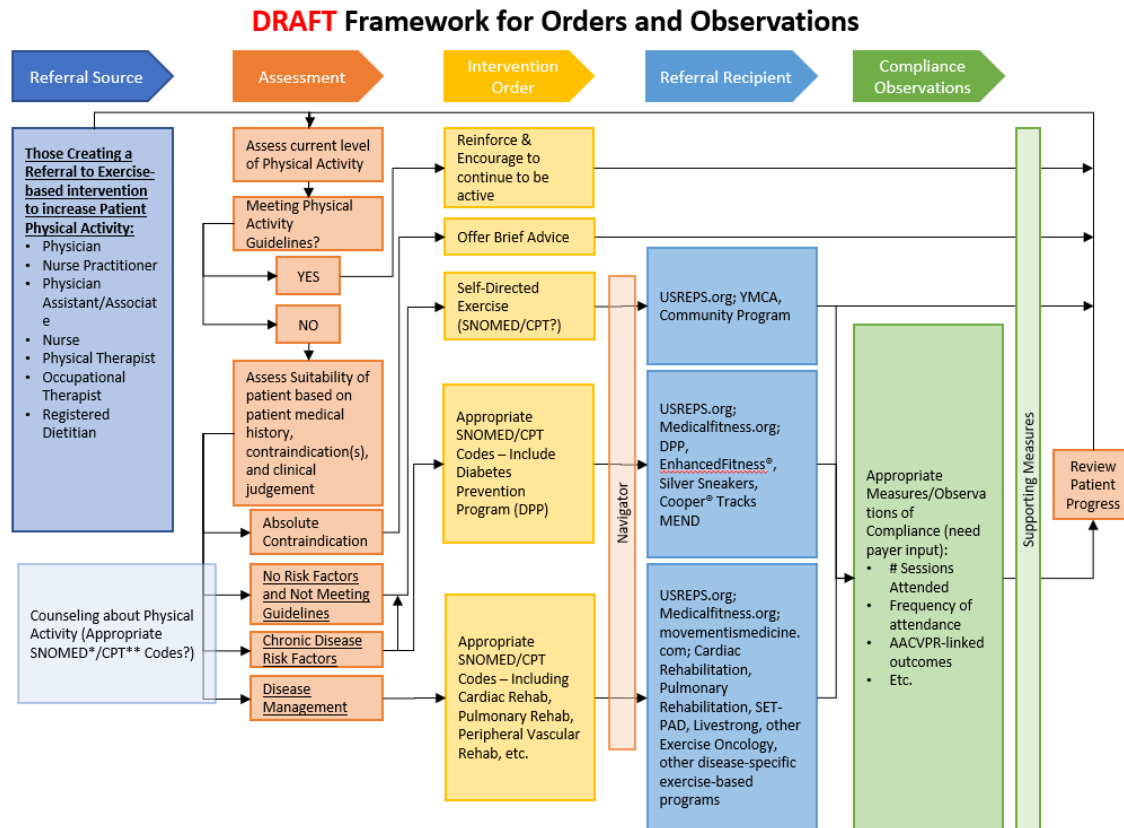 DRAFT Framework for Orders and Observations
Referral Source
Assessment
Intervention
Order
Referral Recipient
Compliance
Observations
Those Creating a
Referral to Exercise-
based intervention
to increase Patient
Physical Activity:
• Physician
• Nurse Practitioner
• Physician
Assistant/Associat
e
• Nurse
• Physical Therapist
• Occupational
Therapist
• Registered
Dietitian
Counseling about Physical
Activity (Appropriate
SNOMED*/CPT** Codes?)
Assess current level
of Physical Activity
Meeting Physical
Activity
Guidelines?
YES
NO
Assess Suitability of
patient based on
patient medical
history,
contraindication(s),
and clinical
judgement
Absolute
Contraindication
No Risk Factors
and Not Meeting
Guidelines
Chronic Disease
Risk Factors
Disease
Management
Reinforce &
Encourage to
continue to be
active
Offer Brief Advice
Self-Directed
Exercise
(SNOMED/CPT?)
Appropriate
SNOMED/CPT
Codes – Include
Diabetes
Prevention
Program (DPP)
Appropriate
SNOMED/CPT
Codes – Including
Cardiac Rehab,
Pulmonary Rehab,
Peripheral Vascular
Rehab, etc.
Navigator
USREPS.org; YMCA,
Community Program
USREPS.org;
Medicalfitness.org;
DPP,
EnhancedFitness®,
Silver Sneakers,
Cooper® Tracks
MEND
USREPS.org;
Medicalfitness.org;
movementismedicine.
com; Cardiac
Rehabilitation,
Pulmonary
Rehabilitation, SET-
PAD, Livestrong, other
Exercise Oncology,
other disease-specific
exercise-based
programs
Appropriate
Measures/Observa
tions of
Compliance (need
payer input):
• # Sessions
Attended
• Frequency of
attendance
• AACVPR-linked
outcomes
• Etc.
Supporting Measures
Review
Patient
Progress